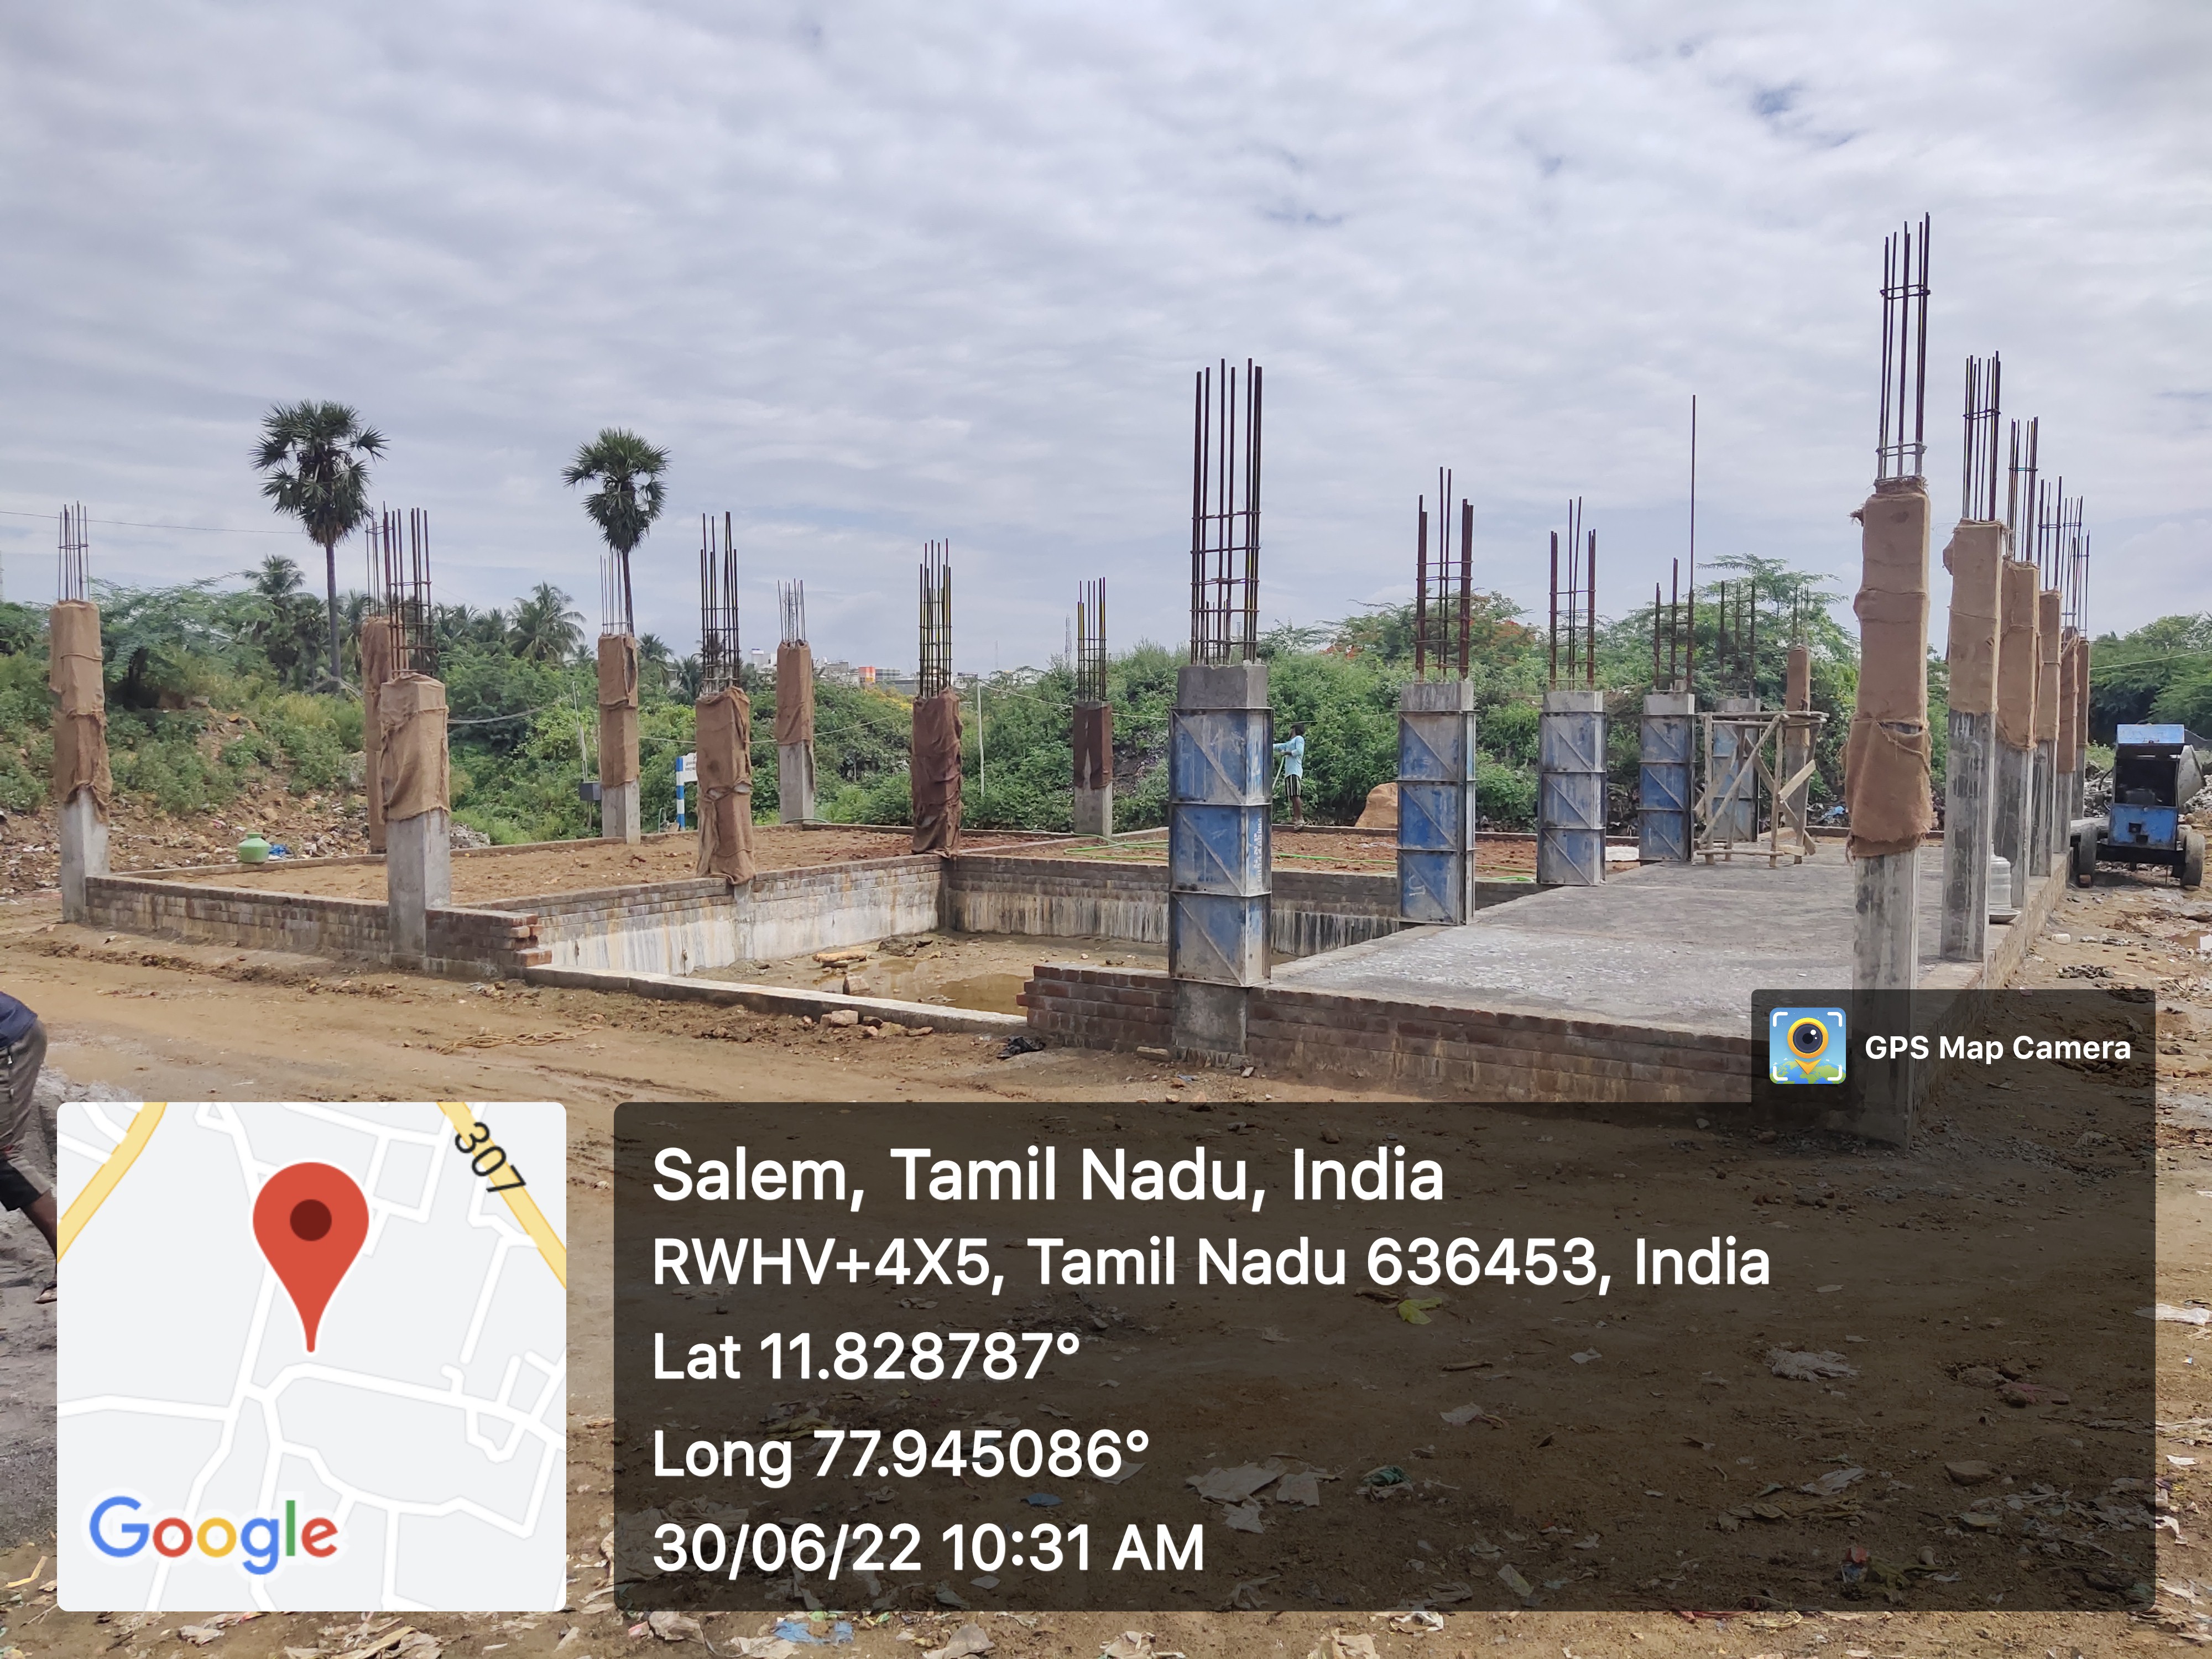 GPS Map Camera
Salem, Tamil Nadu, India
RWHV+4X5, Tamil Nadu 636453, India
Lat 11.828787°
Long 77.945086°
30/06/22 10:31 AM
307
Google